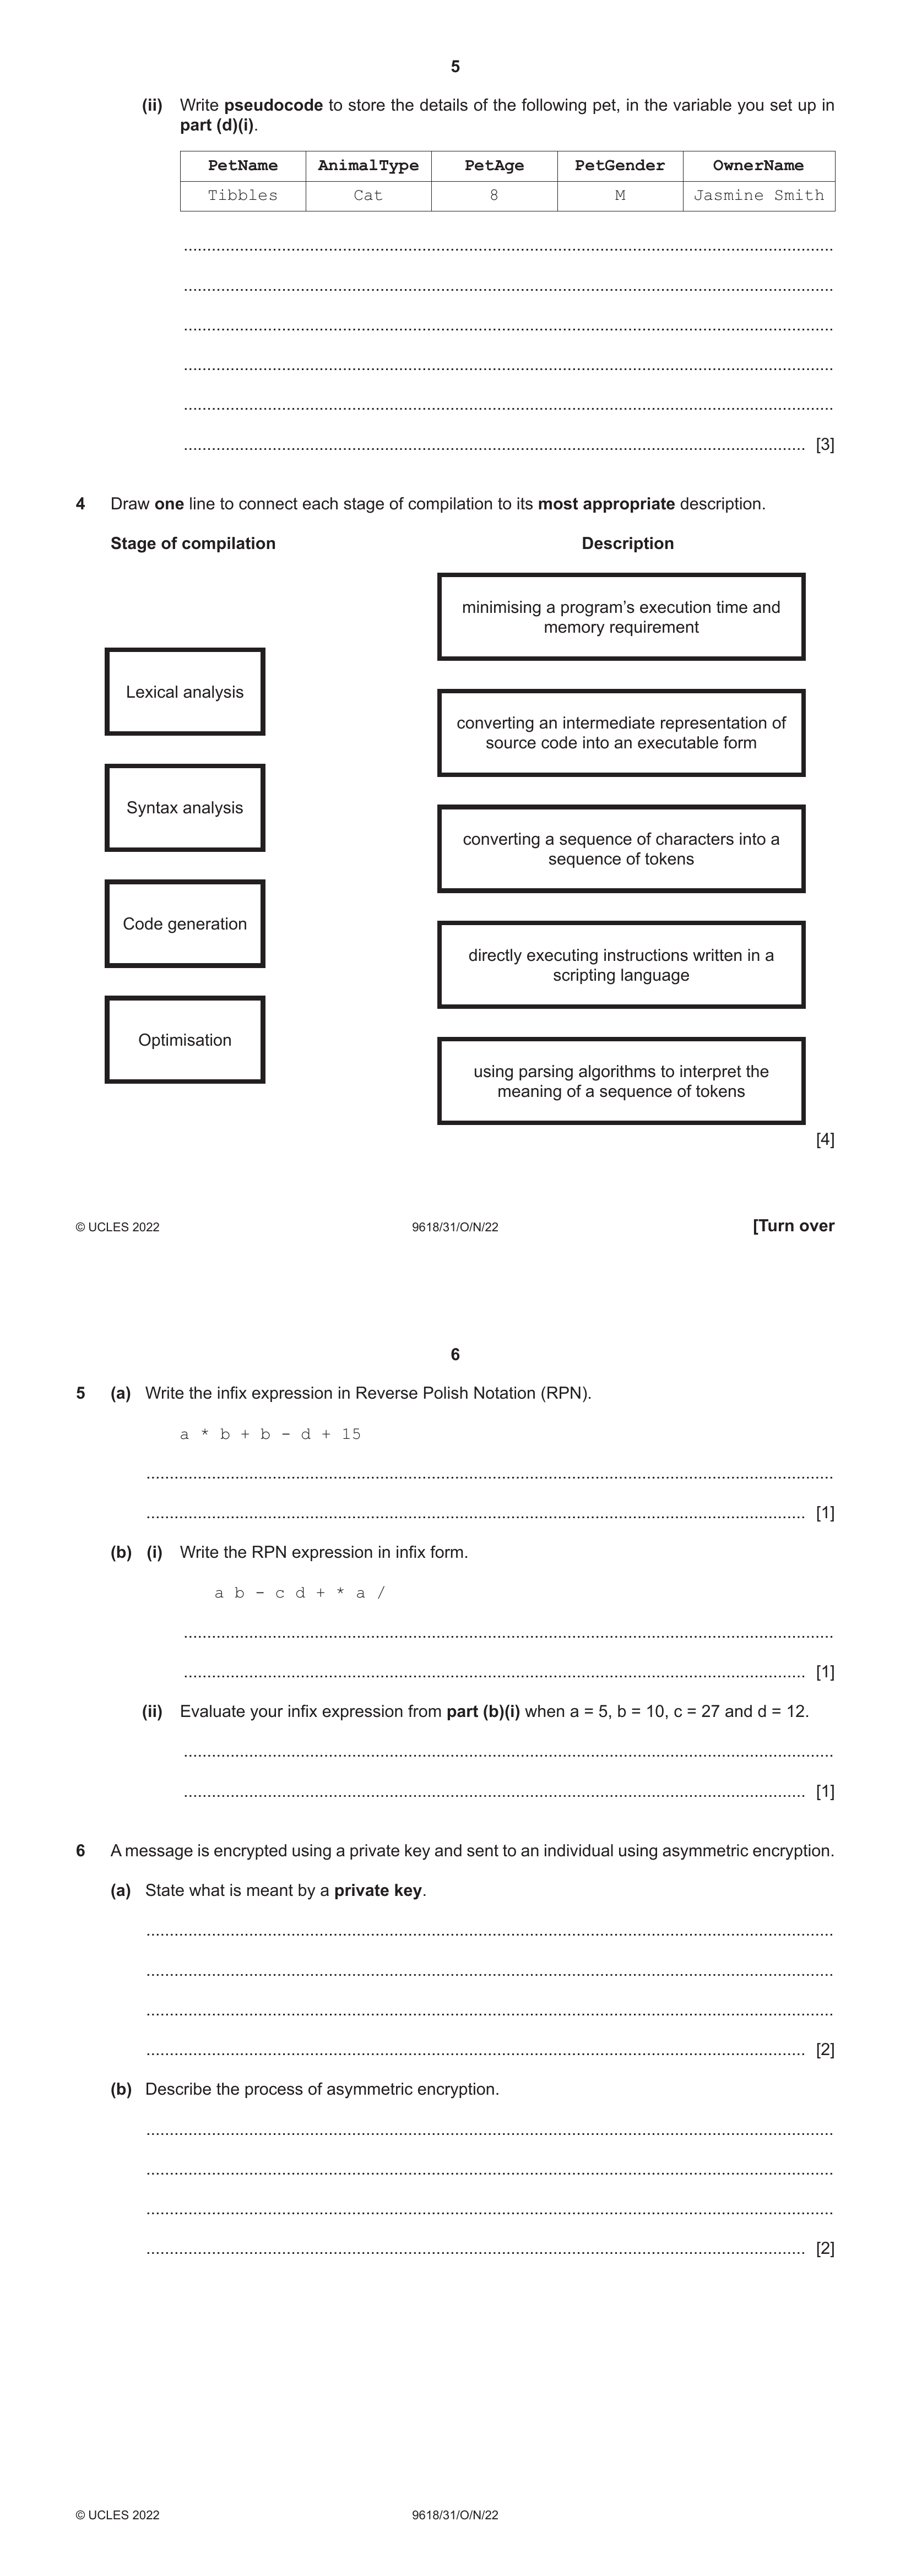 5
(ii) Write pseudocode to store the details of the following pet, in the variable you set up in
part (d)(i).
PetName AnimalType PetAge PetGender OwnerName
Tibbles Cat 8 M Jasmine Smith
..........................................................................................................................................
..........................................................................................................................................
..........................................................................................................................................
..........................................................................................................................................
..........................................................................................................................................
.................................................................................................................................... [3]
4 Draw one line to connect each stage of compilation to its most appropriate description.
Stage of compilation Description
minimising a program’s execution time and
memory requirement
Lexical analysis
converting an intermediate representation of
source code into an executable form
Syntax analysis
converting a sequence of characters into a
sequence of tokens
Code generation
directly executing instructions written in a
scripting language
Optimisation
using parsing algorithms to interpret the
meaning of a sequence of tokens
[4]
© UCLES 2022 9618/31/O/N/22 [Turn over
6
5 (a) Write the infix expression in Reverse Polish Notation (RPN).
a * b + b - d + 15
..........................................................................................................................................
.................................................................................................................................... [1]
(b) (i) Write the RPN expression in infix form.
a b - c d + * a /
..........................................................................................................................................
.................................................................................................................................... [1]
(ii) Evaluate your infix expression from part (b)(i) when a = 5, b = 10, c = 27 and d = 12.
..........................................................................................................................................
.................................................................................................................................... [1]
6 A message is encrypted using a private key and sent to an individual using asymmetric encryption.
(a) State what is meant by a private key.
..........................................................................................................................................
..........................................................................................................................................
..........................................................................................................................................
.................................................................................................................................... [2]
(b) Describe the process of asymmetric encryption.
..........................................................................................................................................
..........................................................................................................................................
..........................................................................................................................................
.................................................................................................................................... [2]
© UCLES 2022 9618/31/O/N/22